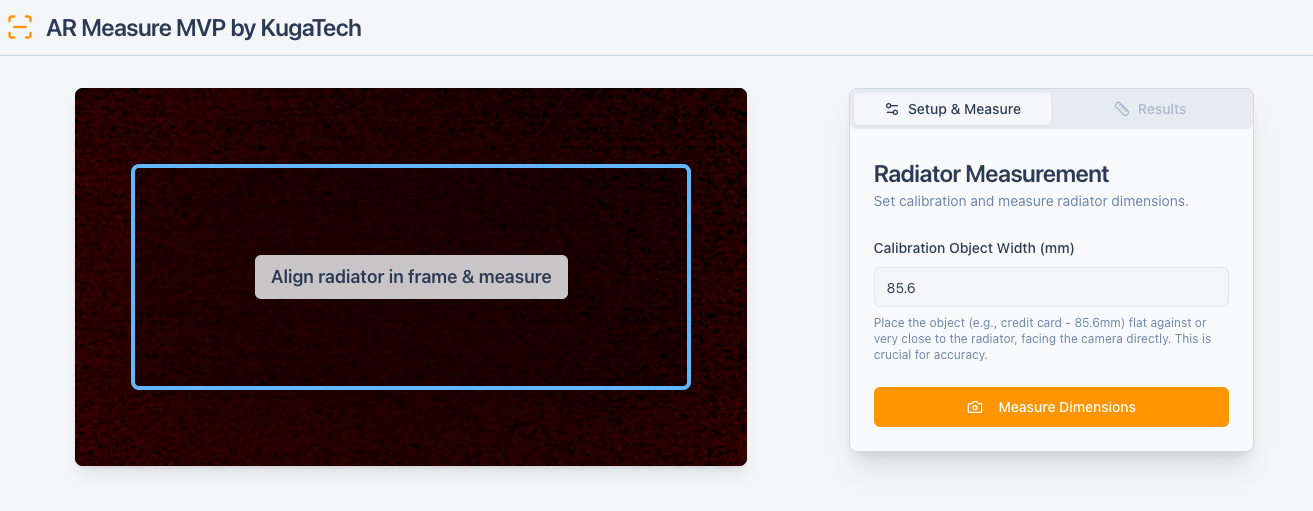 AR Measure MVP by KugaTech
Align radiator in frame & measure
Setup & Measure
Results
Radiator Measurement
Set calibration and measure radiator dimensions.
Calibration Object Width (mm)
85.6
Place the object (e.g., credit card - 85.6mm) flat against or
very close to the radiator, facing the camera directly. This is
crucial for accuracy.
Measure Dimensions